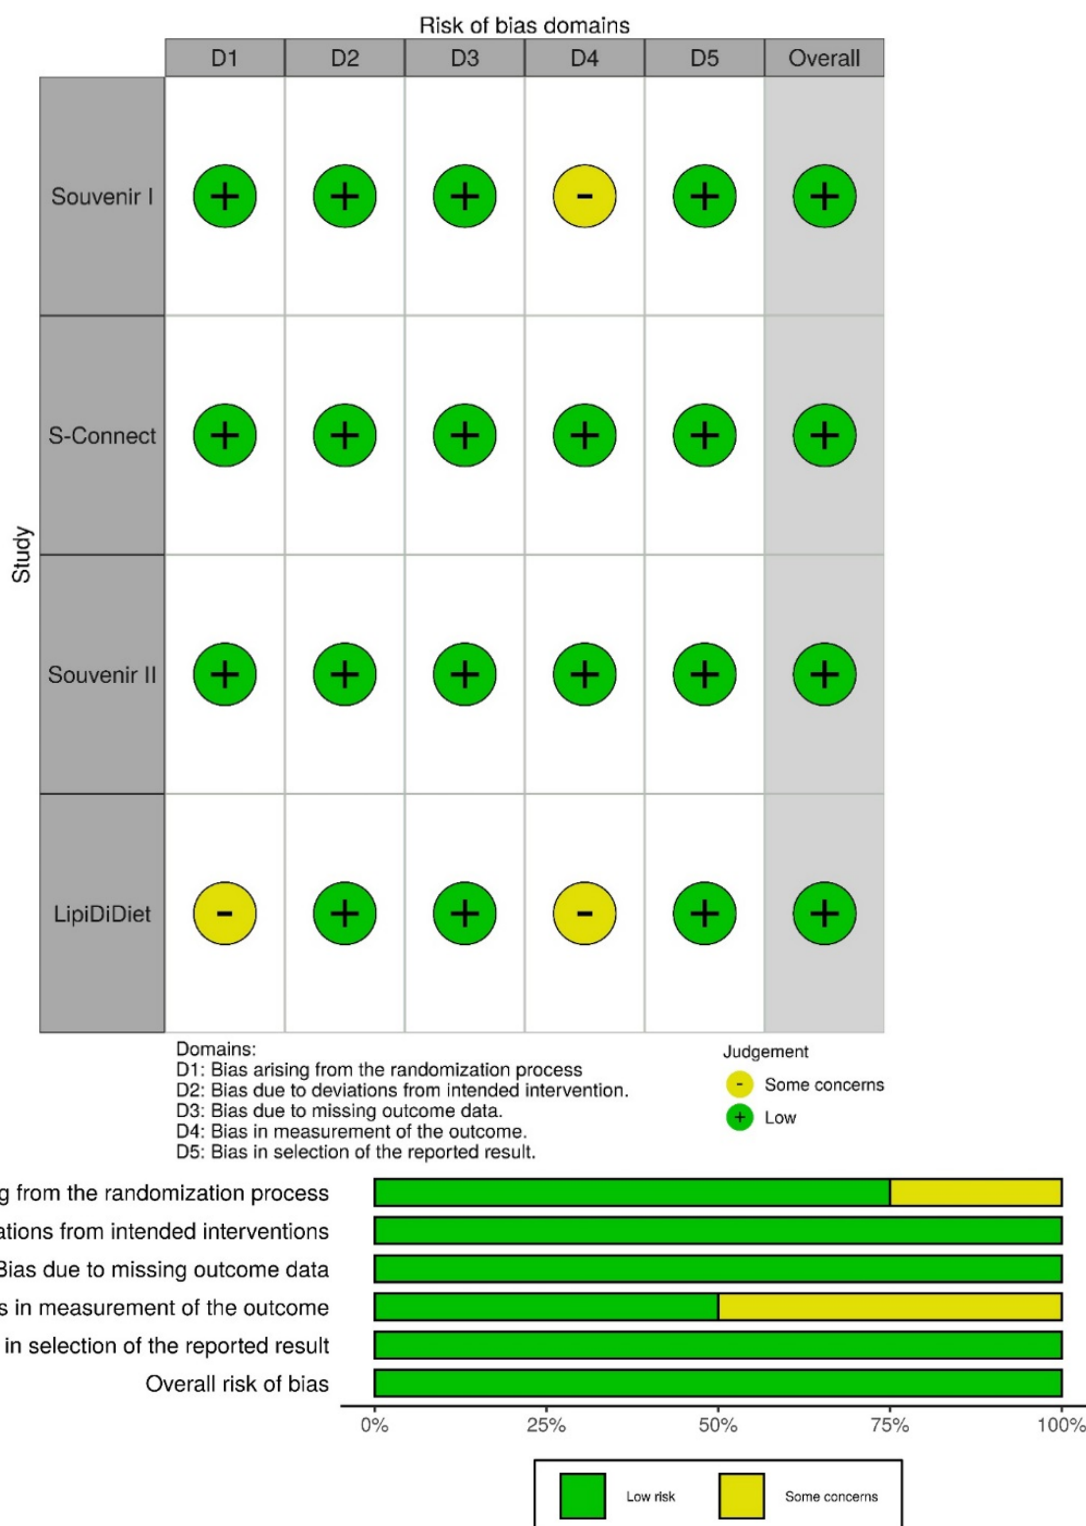 Risk of bias domains
D1 D2 D3 D4 D5 Overall
Study
Souvenir I + + + - + +
S-Connect + + + + + +
Souvenir II + + + + + +
LipiDiDiet - + + - + +
Domains:
D1: Bias arising from the randomization process
D2: Bias due to deviations from intended intervention.
D3: Bias due to missing outcome data.
D4: Bias in measurement of the outcome.
D5: Bias in selection of the reported result.
Judgement
- Some concerns
+ Low
from the randomization process
from intended interventions
Bias due to missing outcome data
in measurement of the outcome
in selection of the reported result
Overall risk of bias
0% 25% 50% 75% 100%
Low risk Some concerns